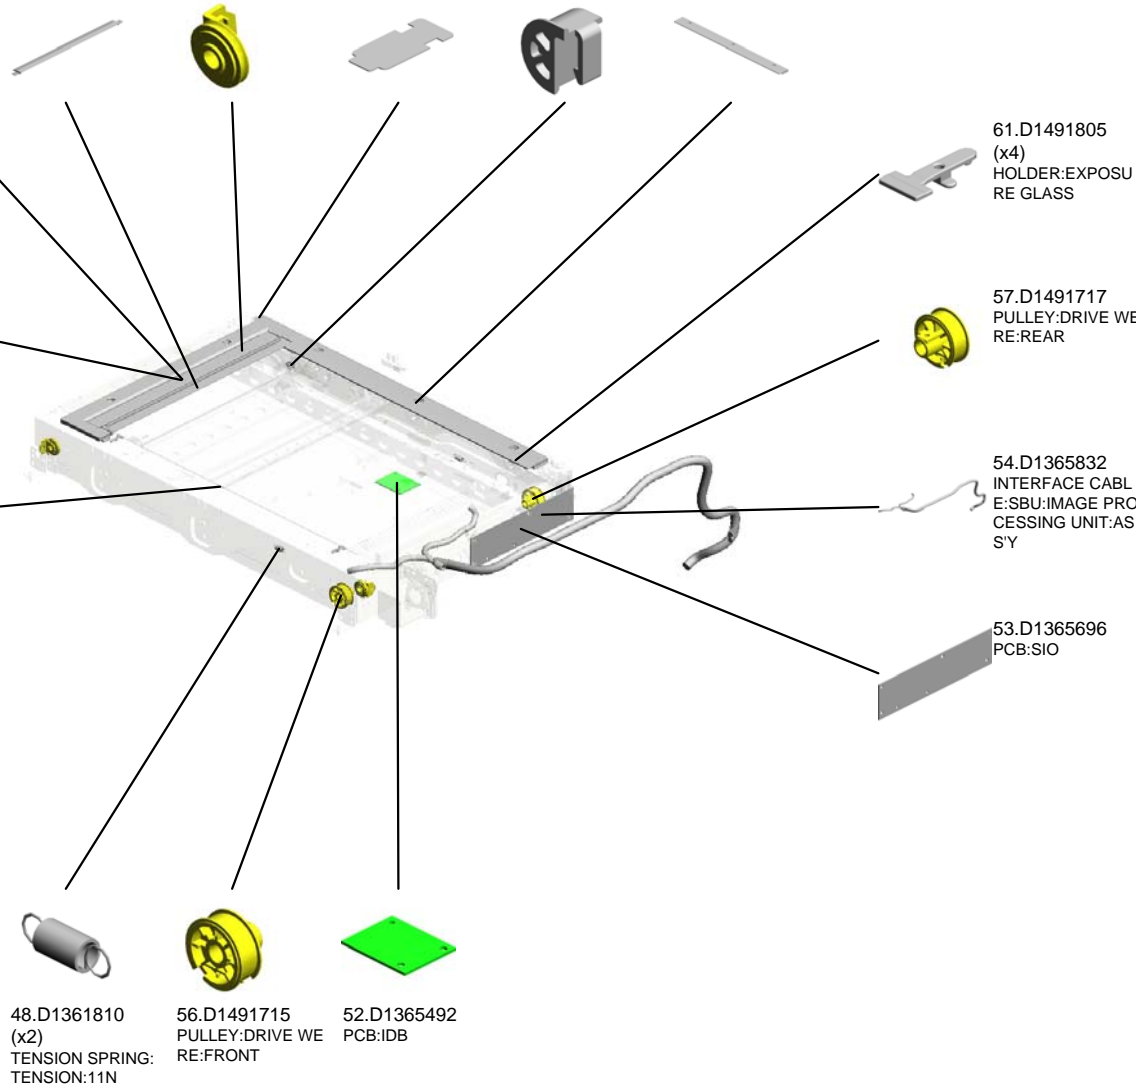 61.D1491805
(x4)
HOLDER:EXPOSU
RE GLASS
57.D1491717
PULLEY:DRIVE WE
RE:REAR
54.D1365832
INTERFACE CABL
E:SBU:IMAGE PRO
CESSING UNIT:AS
S'Y
53.D1365696
PCB:SIO
48.D1361810
(x2)
TENSION SPRING:
TENSION:11N
56.D1491715
PULLEY:DRIVE WE
RE:FRONT
52.D1365492
PCB:IDB